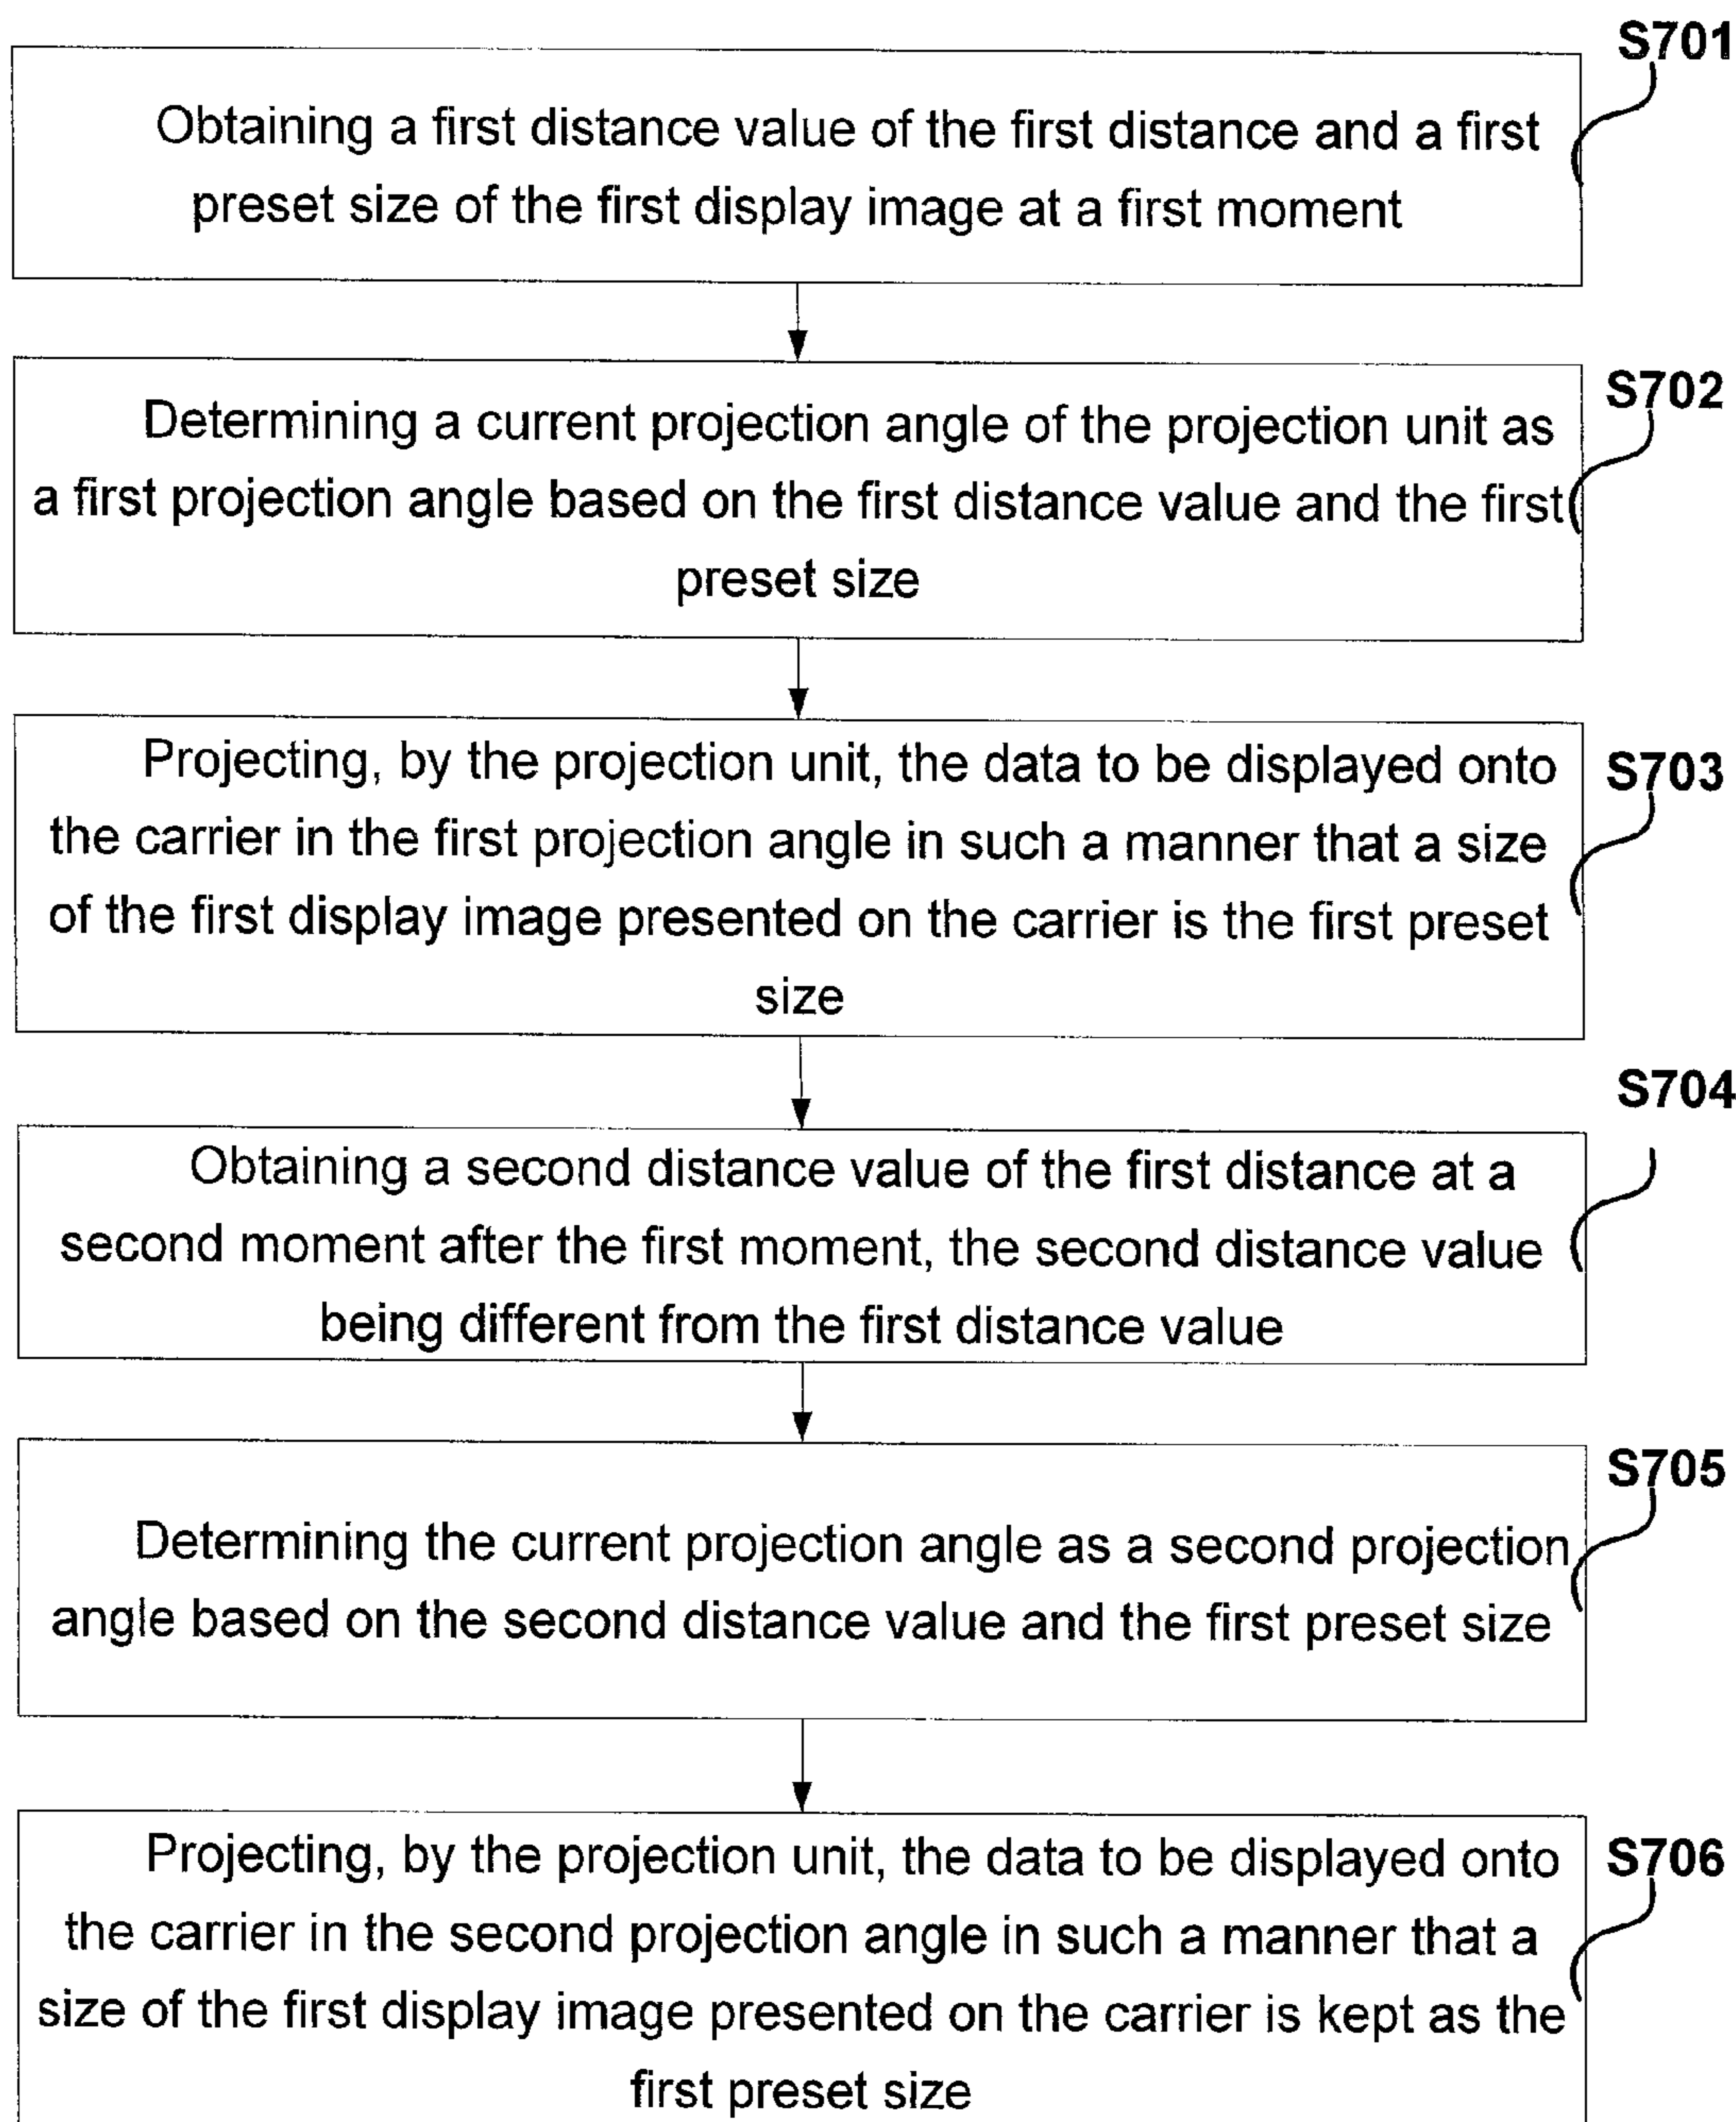 S701
Obtaining a first distance value of the first distance and a first
preset size of the first display image at a first moment
S702
Determining a current projection angle of the projection unit as
a first projection angle based on the first distance value and the first
preset size
S703
Projecting, by the projection unit, the data to be displayed onto
the carrier in the first projection angle in such a manner that a size
of the first display image presented on the carrier is the first preset
size
S704
Obtaining a second distance value of the first distance at a
second moment after the first moment, the second distance value
being different from the first distance value
S705
Determining the current projection angle as a second projection
angle based on the second distance value and the first preset size
S706
Projecting, by the projection unit, the data to be displayed onto
the carrier in the second projection angle in such a manner that a
size of the first display image presented on the carrier is kept as the
first preset size